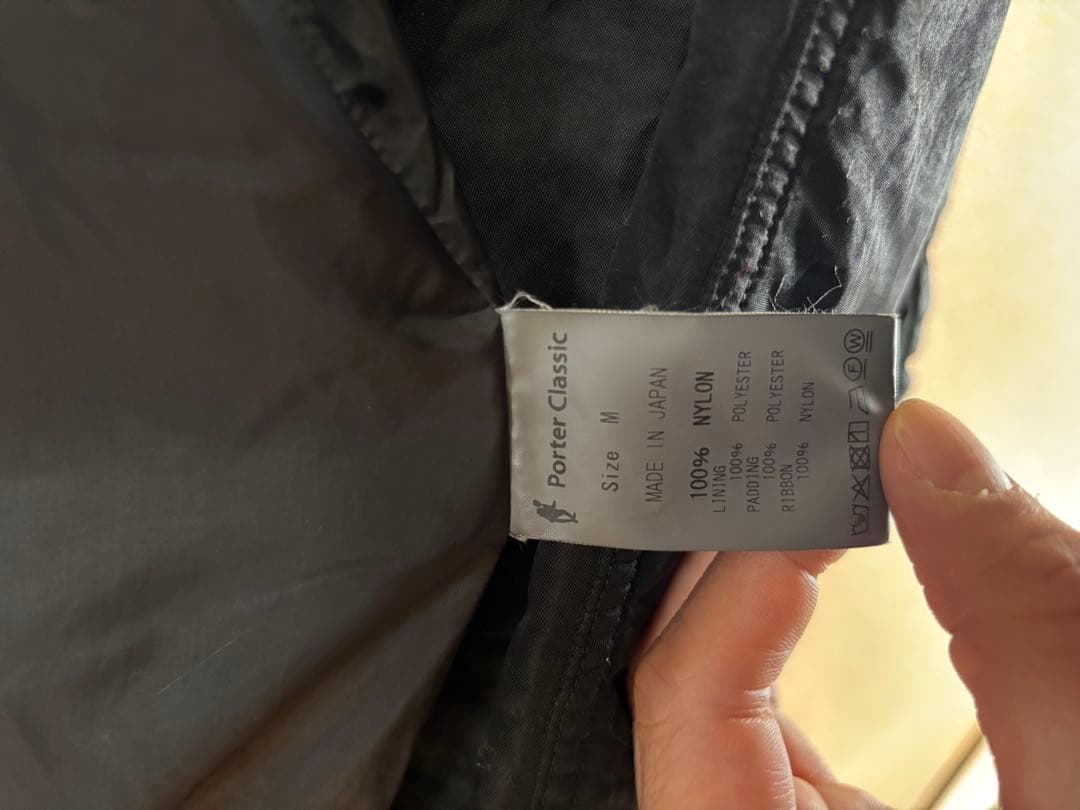 Porter Classic
Size M
MADE IN JAPAN
100% NYLON
LINING
100% POLYESTER
PADDING
100% POLYESTER
RIBBON
100% NYLON
F W